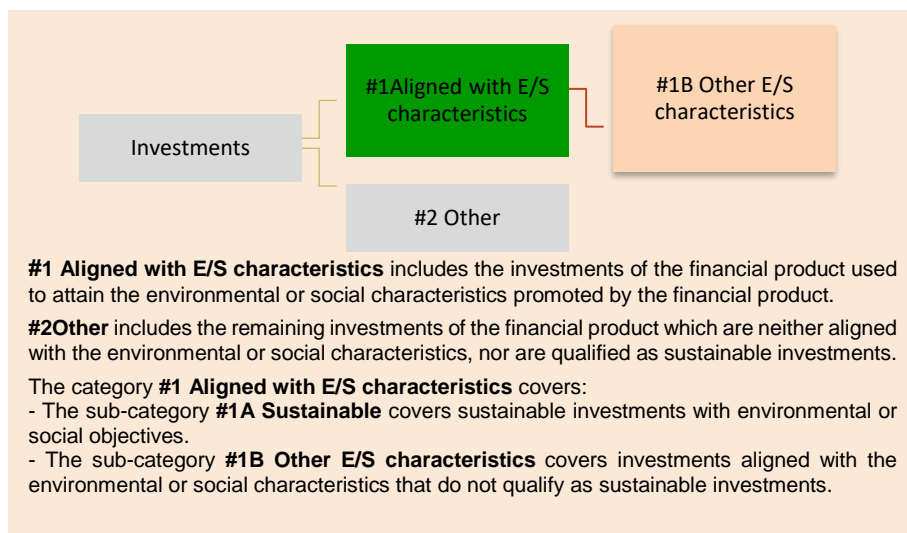 #1Aligned with E/S
characteristics
#1B Other E/S
characteristics
Investments
#2 Other
#1 Aligned with E/S characteristics includes the investments of the financial product used
to attain the environmental or social characteristics promoted by the financial product.
#2Other includes the remaining investments of the financial product which are neither aligned
with the environmental or social characteristics, nor are qualified as sustainable investments.
The category #1 Aligned with E/S characteristics covers:
- The sub-category #1A Sustainable covers sustainable investments with environmental or
social objectives.
- The sub-category #1B Other E/S characteristics covers investments aligned with the
environmental or social characteristics that do not qualify as sustainable investments.